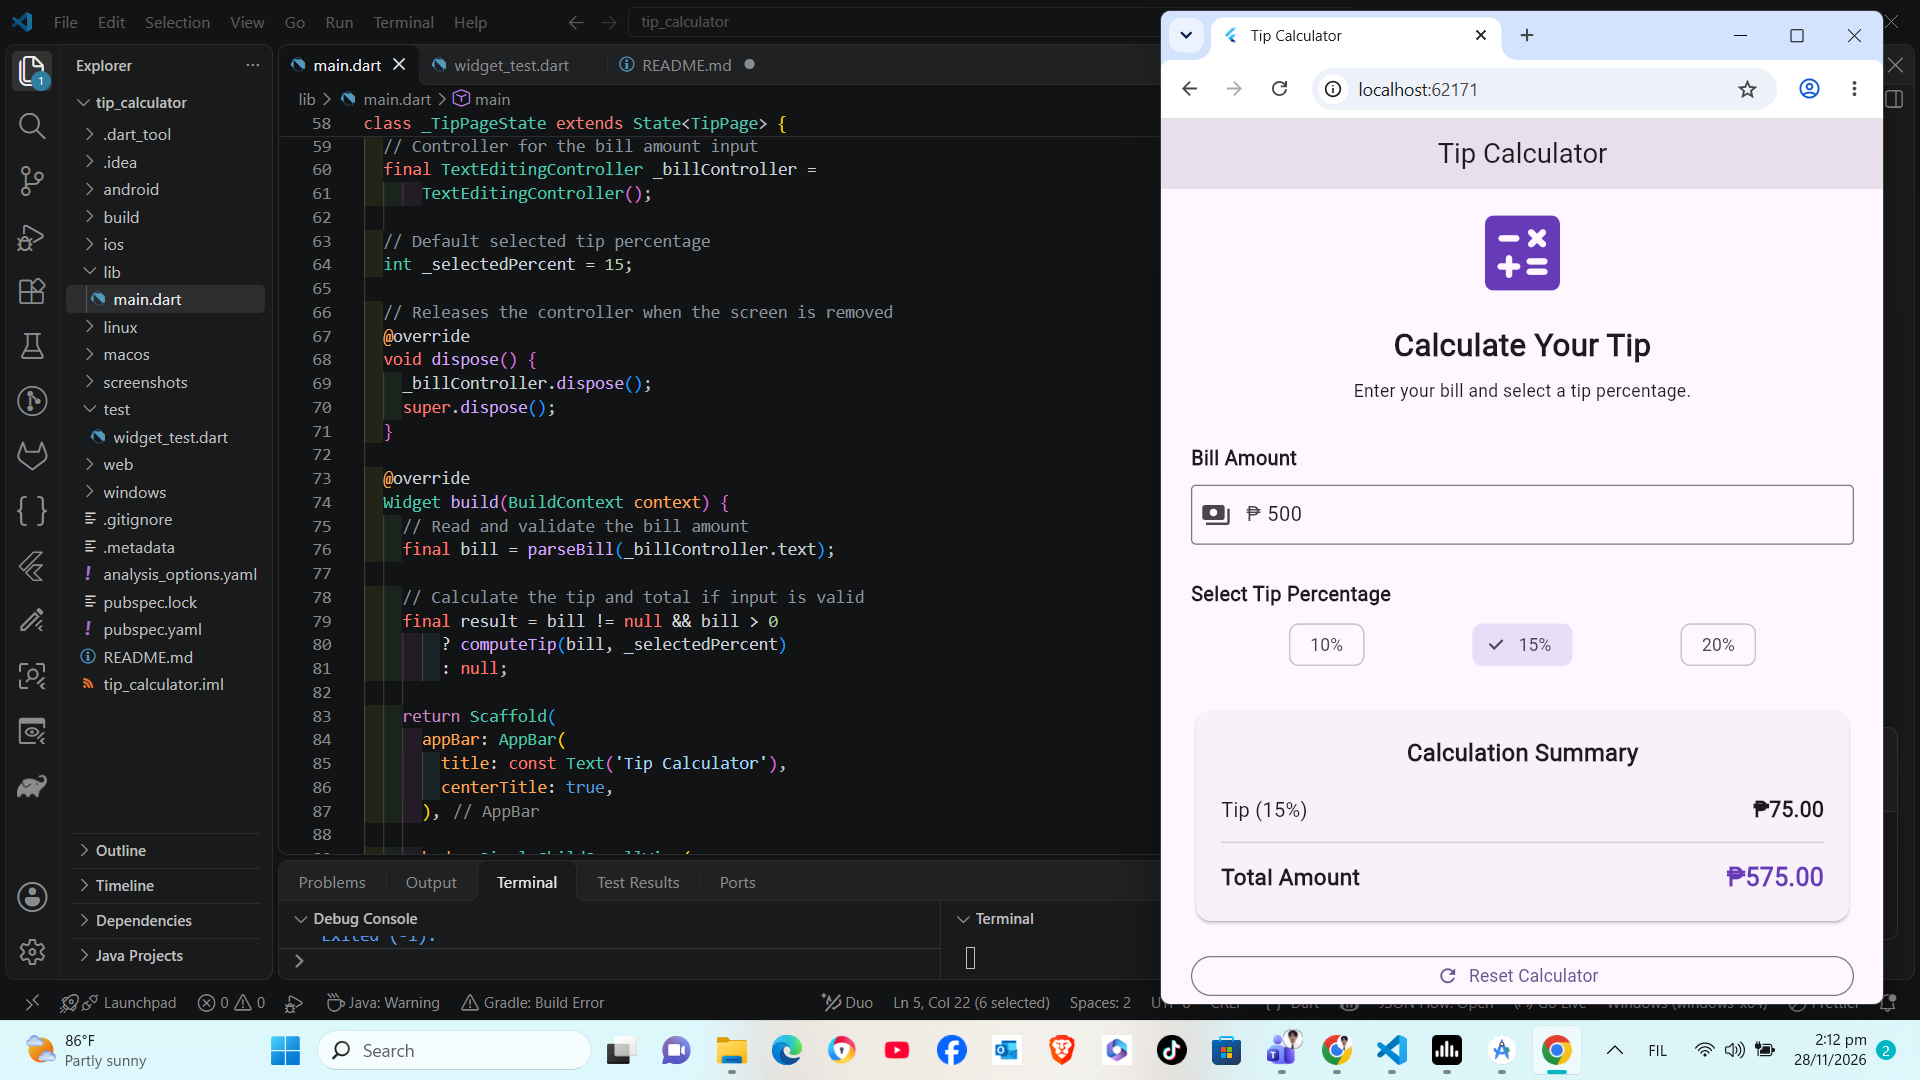 File Edit Selection View Go Run Terminal Help
tip_calculator
Explorer
tip_calculator
.dart_tool
.idea
android
build
ios
lib
main.dart
linux
macos
screenshots
test
widget_test.dart
web
windows
.gitignore
.metadata
analysis_options.yaml
pubspec.lock
pubspec.yaml
README.md
tip_calculator.iml
Outline
Timeline
Dependencies
Java Projects
main.dart widget_test.dart README.md
lib > main.dart > main
58 class _TipPageState extends State<TipPage> {
59 // Controller for the bill amount input
60 final TextEditingController _billController =
61 TextEditingController();
62
63 // Default selected tip percentage
64 int _selectedPercent = 15;
65
66 // Releases the controller when the screen is removed
67 @override
68 void dispose() {
69 _billController.dispose();
70 super.dispose();
71 }
72
73 @override
74 Widget build(BuildContext context) {
75 // Read and validate the bill amount
76 final bill = parseBill(_billController.text);
77
78 // Calculate the tip and total if input is valid
79 final result = bill != null && bill > 0
80 ? computeTip(bill, _selectedPercent)
81 : null;
82
83 return Scaffold(
84 appBar: AppBar(
85 title: const Text('Tip Calculator'),
86 centerTitle: true,
87 ), // AppBar
88
Problems Output Terminal Test Results Ports
Debug Console
Exited (-1).
Terminal
Launchpad 0 0 Java: Warning Gradle: Build Error
Duo Ln 5, Col 22 (6 selected) Spaces: 2
Tip Calculator
localhost:62171
Tip Calculator
Calculate Your Tip
Enter your bill and select a tip percentage.
Bill Amount
₱ 500
Select Tip Percentage
10% 15% 20%
Calculation Summary
Tip (15%) ₱75.00
Total Amount ₱575.00
Reset Calculator
86°F
Partly sunny
Search
FIL
2:12 pm
28/11/2026
2